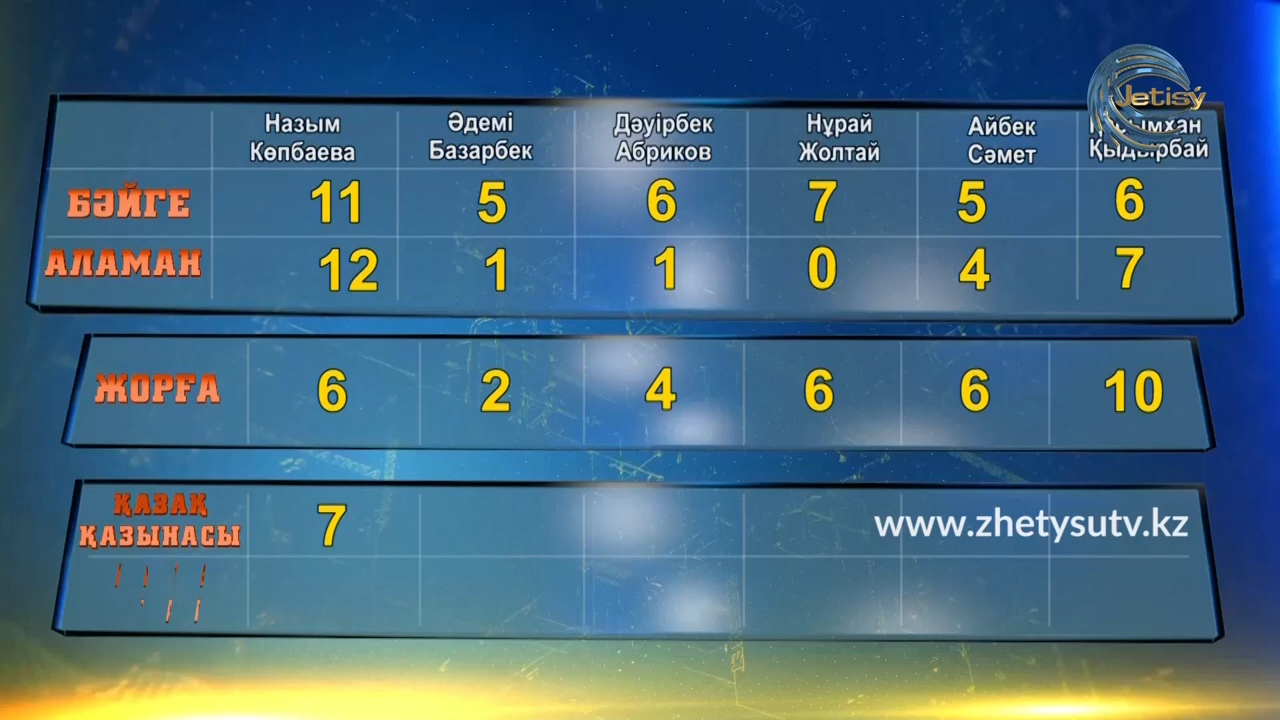 Jetisý
Назым Көпбаева
Әдемі Базарбек
Дәуірбек Абриков
Нұрай Жолтай
Айбек Сәмет
Қыдырбай
БӘЙГЕ 11 5 6 7 5 6
АЛАМАН 12 1 1 0 4 7
ЖОРҒА 6 2 4 6 6 10
ҚАЗАҚ ҚАЗЫНАСЫ 7
www.zhetysutv.kz